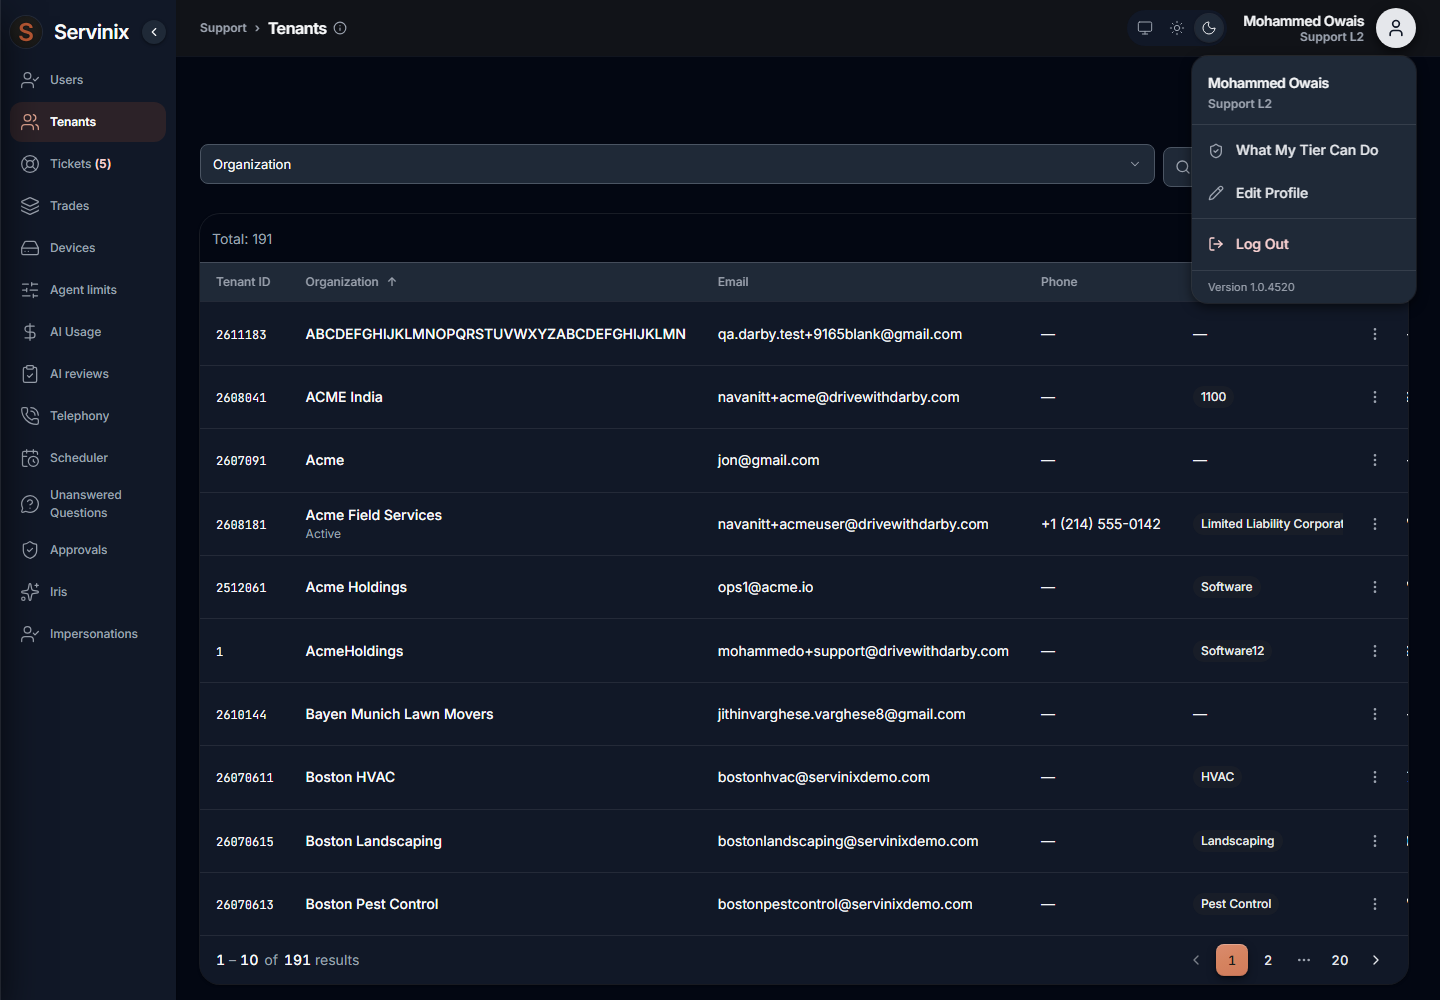 S Servinix
Users
Tenants
Tickets (5)
Trades
Devices
Agent limits
AI Usage
AI reviews
Telephony
Scheduler
Unanswered
Questions
Approvals
Iris
Impersonations
Support › Tenants
Mohammed Owais
Support L2
Mohammed Owais
Support L2
What My Tier Can Do
Edit Profile
Log Out
Version 1.0.4520
Organization
Total: 191
Tenant ID Organization ↑ Email Phone
2611183 ABCDEFGHIJKLMNOPQRSTUVWXYZABCDEFGHIJKLMN qa.darby.test+9165blank@gmail.com — —
2608041 ACME India navanitt+acme@drivewithdarby.com — 1100
2607091 Acme jon@gmail.com — —
2608181 Acme Field Services navanitt+acmeuser@drivewithdarby.com +1 (214) 555-0142 Limited Liability Corporat
Active
2512061 Acme Holdings ops1@acme.io — Software
1 AcmeHoldings mohammedo+support@drivewithdarby.com — Software12
2610144 Bayen Munich Lawn Movers jithinvarghese.varghese8@gmail.com — —
26070611 Boston HVAC bostonhvac@servinixdemo.com — HVAC
26070615 Boston Landscaping bostonlandscaping@servinixdemo.com — Landscaping
26070613 Boston Pest Control bostonpestcontrol@servinixdemo.com — Pest Control
1 – 10 of 191 results
1 2 ··· 20